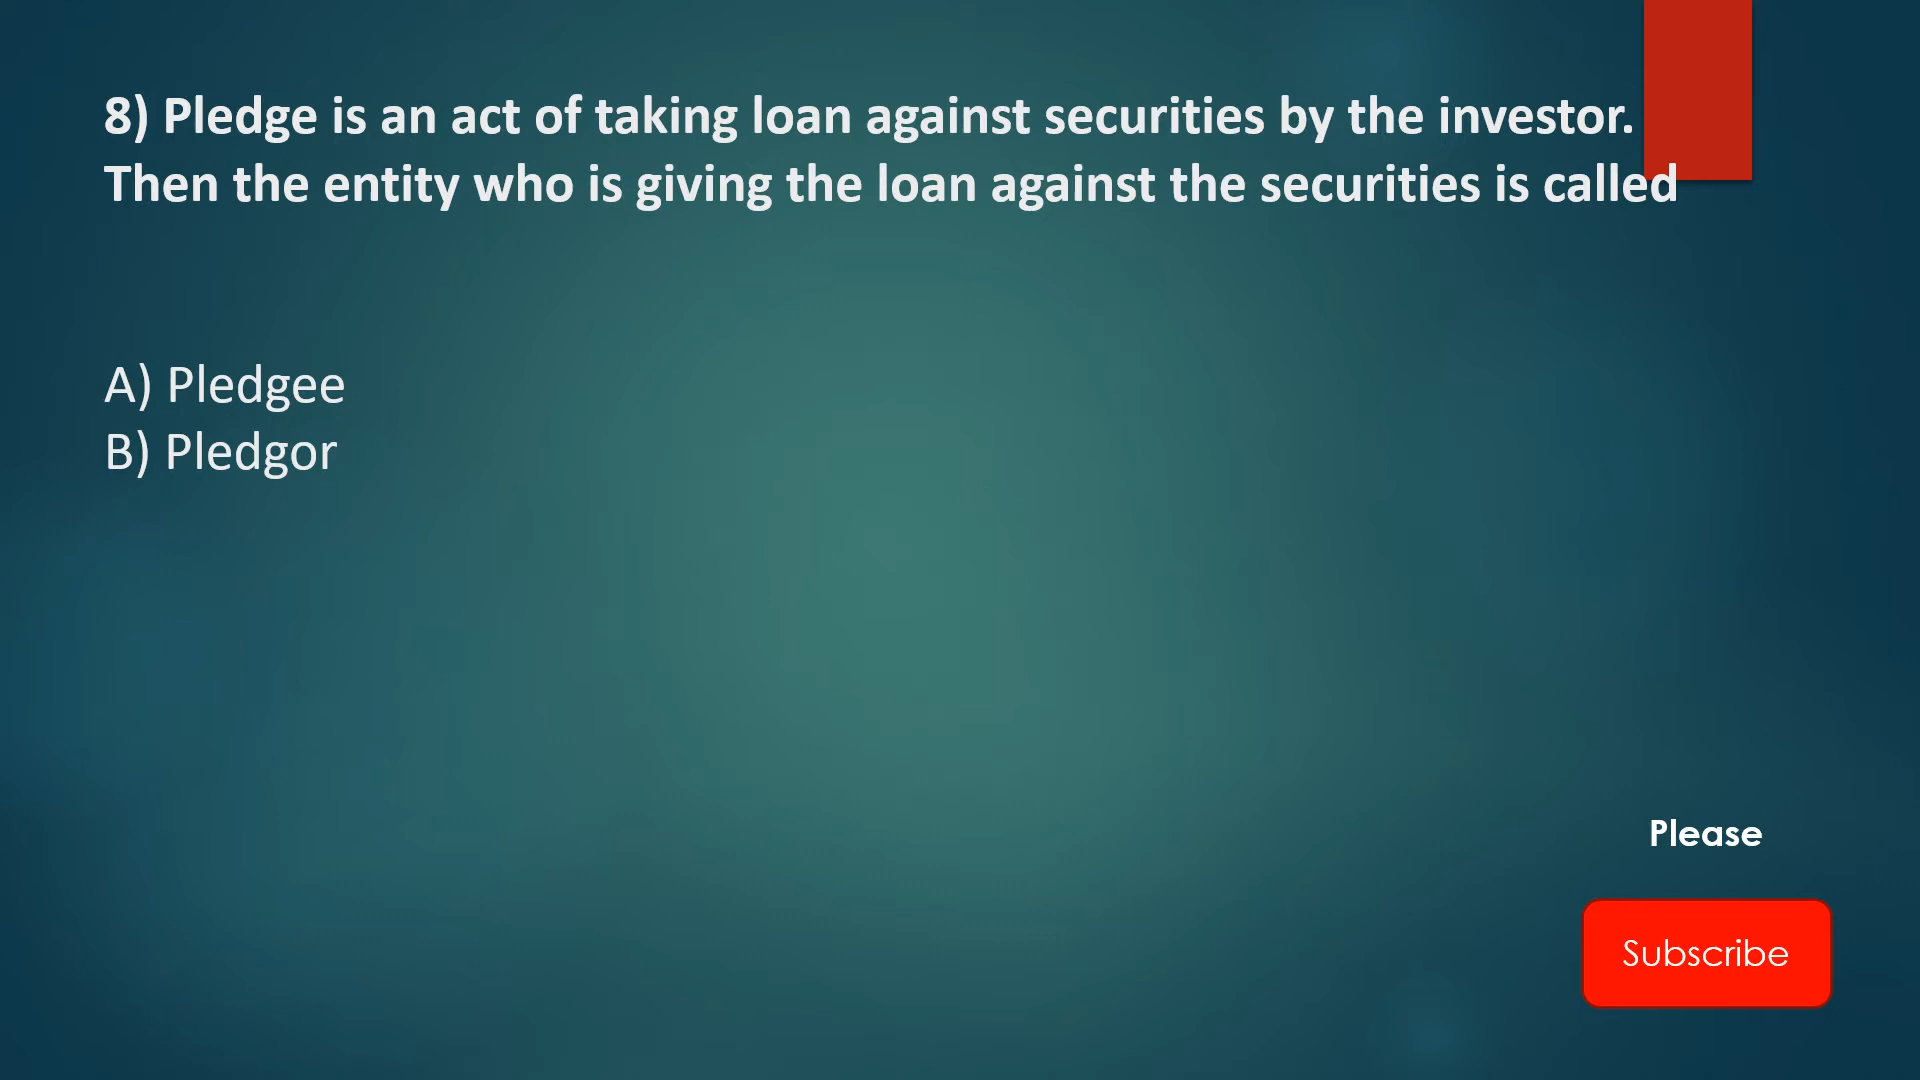 8) Pledge is an act of taking loan against securities by the investor.
Then the entity who is giving the loan against the securities is called
A) Pledgee
B) Pledgor
Please
Subscribe